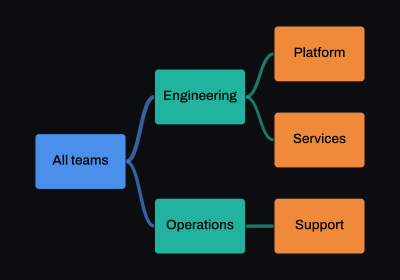 All teams
Engineering
Operations
Platform
Services
Support